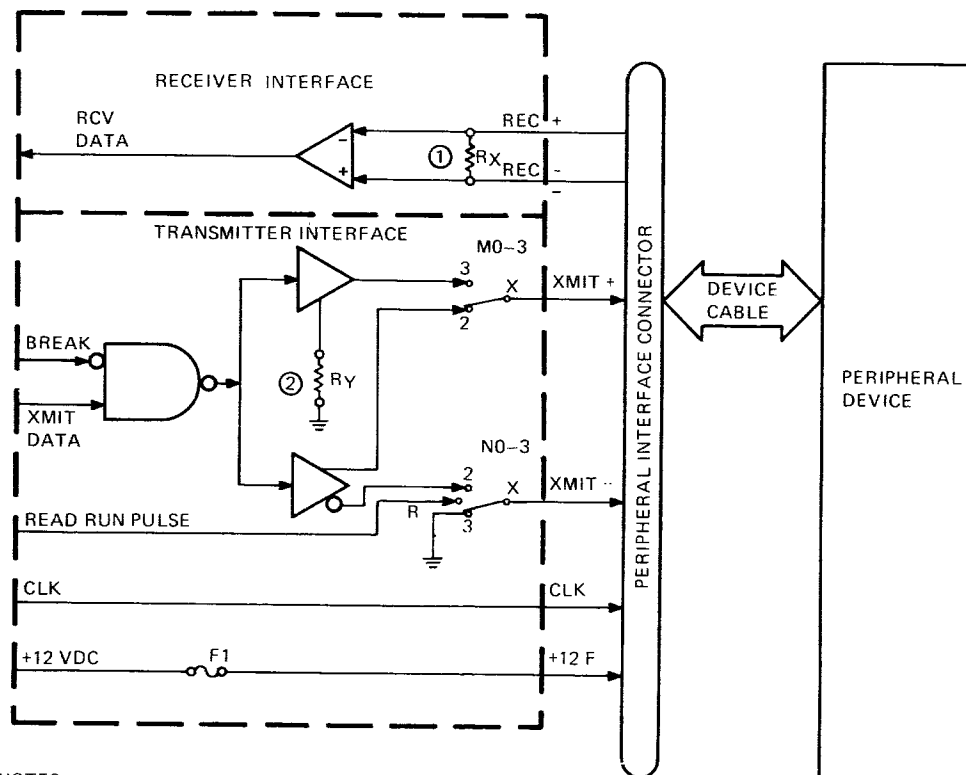 RECEIVER INTERFACE
RCV
DATA
REC +
−
+
①
RX
REC −
TRANSMITTER INTERFACE
M0−3
3
X
XMIT +
2
BREAK
②
RY
XMIT
DATA
N0−3
2
X
XMIT −
R
3
READ RUN PULSE
CLK
CLK
+12 VDC
F1
+12 F
PERIPHERAL INTERFACE CONNECTOR
DEVICE
CABLE
PERIPHERAL
DEVICE